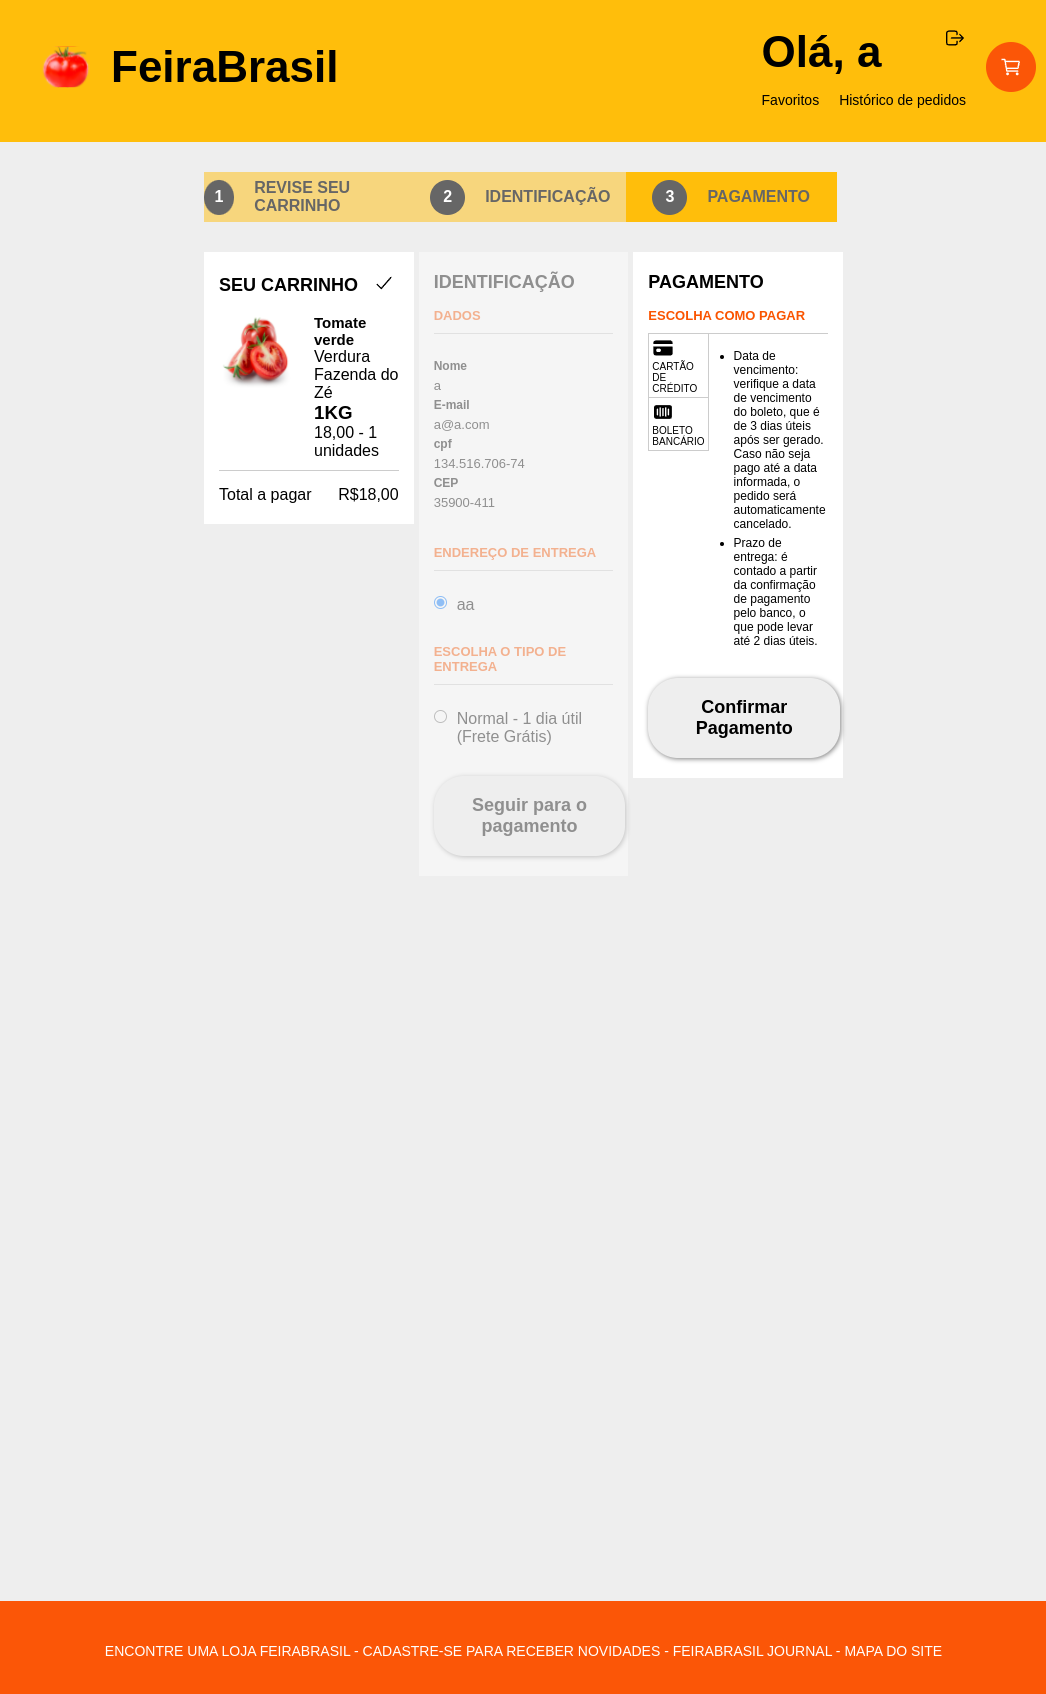 FeiraBrasil
Olá, a
Favoritos Histórico de pedidos
1 REVISE SEU
CARRINHO
2 IDENTIFICAÇÃO
3 PAGAMENTO
SEU CARRINHO
Tomate
verde
Verdura
Fazenda do
Zé
1KG
18,00 - 1
unidades
Total a pagar R$18,00
IDENTIFICAÇÃO
DADOS
Nome
a
E-mail
a@a.com
cpf
134.516.706-74
CEP
35900-411
ENDEREÇO DE ENTREGA
aa
ESCOLHA O TIPO DE
ENTREGA
Normal - 1 dia útil
(Frete Grátis)
Seguir para o
pagamento
PAGAMENTO
ESCOLHA COMO PAGAR
CARTÃO
DE
CRÉDITO
BOLETO
BANCÁRIO
• Data de
vencimento:
verifique a data
de vencimento
do boleto, que é
de 3 dias úteis
após ser gerado.
Caso não seja
pago até a data
informada, o
pedido será
automaticamente
cancelado.
• Prazo de
entrega: é
contado a partir
da confirmação
de pagamento
pelo banco, o
que pode levar
até 2 dias úteis.
Confirmar
Pagamento
ENCONTRE UMA LOJA FEIRABRASIL - CADASTRE-SE PARA RECEBER NOVIDADES - FEIRABRASIL JOURNAL - MAPA DO SITE